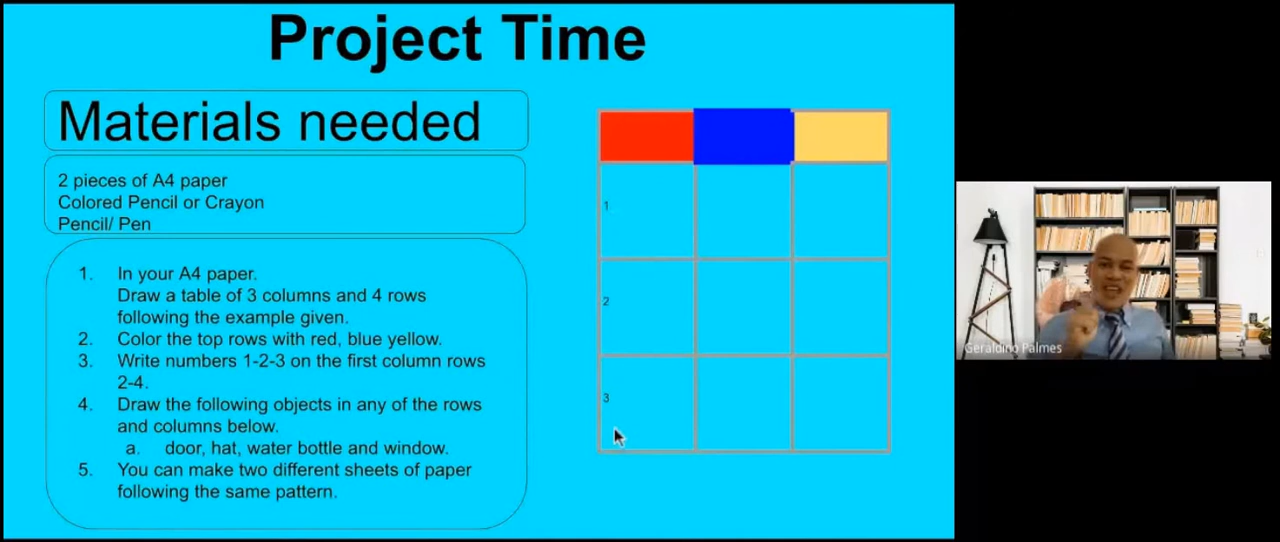 Project Time
Materials needed
2 pieces of A4 paper
Colored Pencil or Crayon
Pencil/ Pen
1. In your A4 paper.
Draw a table of 3 columns and 4 rows
following the example given.
2. Color the top rows with red, blue yellow.
3. Write numbers 1-2-3 on the first column rows
2-4.
4. Draw the following objects in any of the rows
and columns below.
a. door, hat, water bottle and window.
5. You can make two different sheets of paper
following the same pattern.
1
2
3
Geraldino Palmes